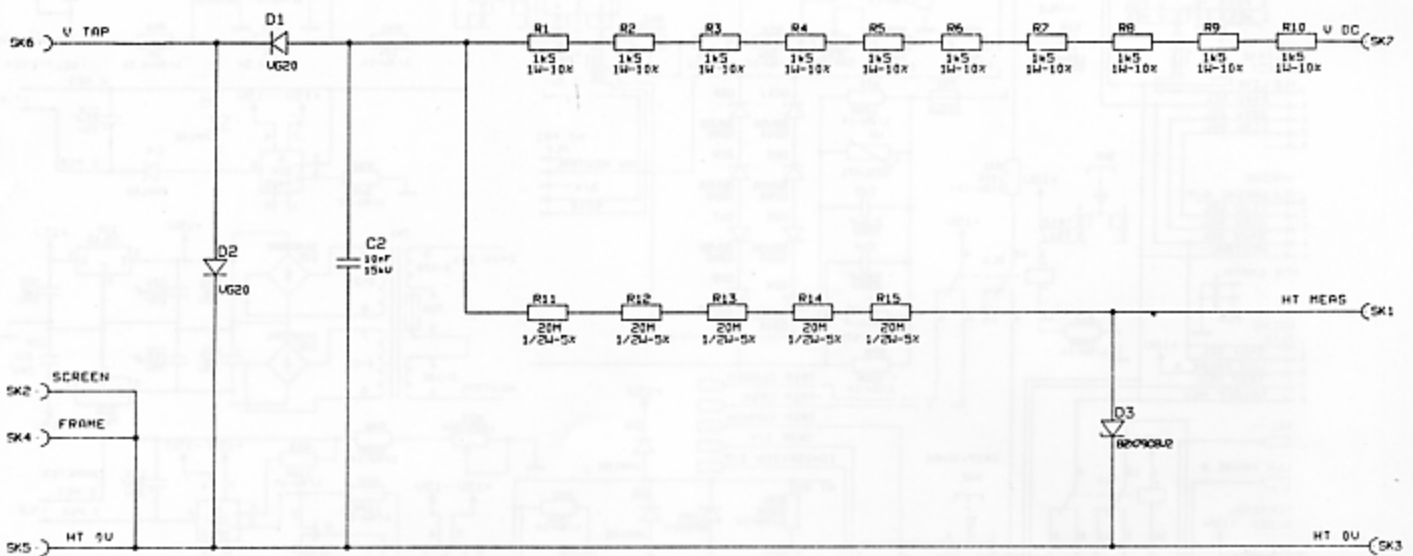 D1
V TAP
SK6
VG20
R1 R2 R3 R4 R5 R6 R7 R8 R9 R10 V DC
SK7
1k5 1k5 1k5 1k5 1k5 1k5 1k5 1k5 1k5 1k5
1W-10% 1W-10% 1W 10% 1W-10% 1W-10% 1W-10% 1W-10% 1W-10% 1W-10% 1W-10%
D2
VG20
C2
10nF
15kV
R11 R12 R13 R14 R15
HT MEAS
SK1
20M 20M 20M 20M 20M
1/2W-5% 1/2W-5% 1/2W-5% 1/2W-5% 1/2W-5%
SCREEN
SK2
FRAME
SK4
D3
HT 0V
SK5
HT 0V
SK3